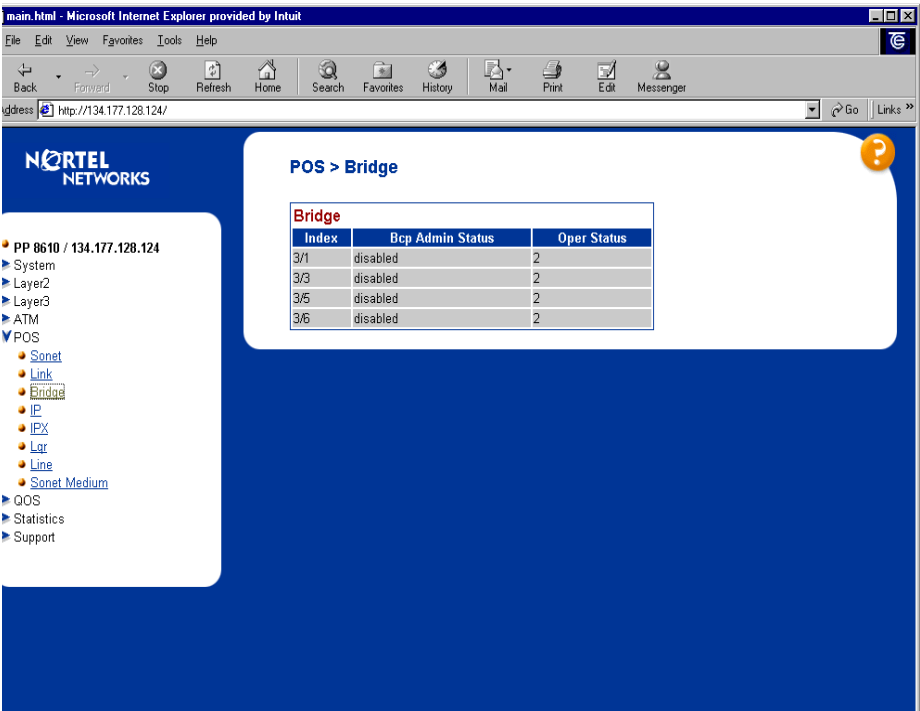 main.html - Microsoft Internet Explorer provided by Intuit
File Edit View Favorites Tools Help
Back Forward Stop Refresh Home Search Favorites History Mail Print Edit Messenger
Address http://134.177.128.124/ Go Links »
NORTEL
NETWORKS
POS > Bridge
?
Bridge
Index Bcp Admin Status Oper Status
3/1 disabled 2
3/3 disabled 2
3/5 disabled 2
3/6 disabled 2
PP 8610 / 134.177.128.124
System
Layer2
Layer3
ATM
POS
Sonet
Link
Bridge
IP
IPX
Lqr
Line
Sonet Medium
QOS
Statistics
Support